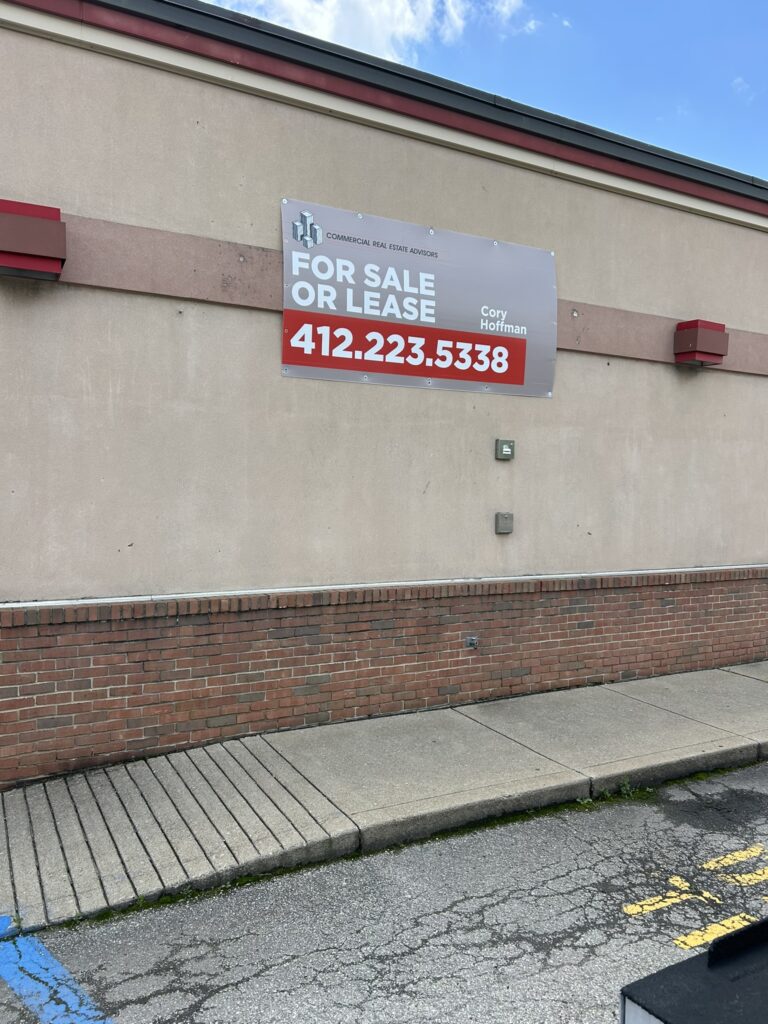 COMMERCIAL REAL ESTATE ADVISORS
FOR SALE
OR LEASE
Cory
Hoffman
412.223.5338